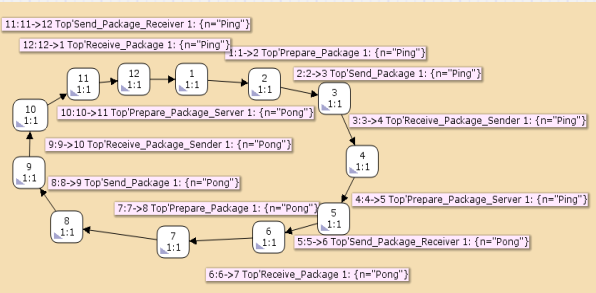 11:11->12 Top'Send_Package_Receiver 1: {n="Ping"}
12:12->1 Top'Receive_Package 1: {n="Ping"}
1:1->2 Top'Prepare_Package 1: {n="Ping"}
2:2->3 Top'Send_Package 1: {n="Ping"}
11
1:1
12
1:1
1
1:1
2
1:1
3
1:1
10
1:1
10:10->11 Top'Prepare_Package_Server 1: {n="Pong"}
3:3->4 Top'Receive_Package_Sender 1: {n="Ping"}
9:9->10 Top'Receive_Package_Sender 1: {n="Pong"}
4
1:1
9
1:1
8:8->9 Top'Send_Package 1: {n="Pong"}
4:4->5 Top'Prepare_Package_Server 1: {n="Ping"}
7:7->8 Top'Prepare_Package 1: {n="Pong"}
5
1:1
8
1:1
6
1:1
7
1:1
5:5->6 Top'Send_Package_Receiver 1: {n="Pong"}
6:6->7 Top'Receive_Package 1: {n="Pong"}